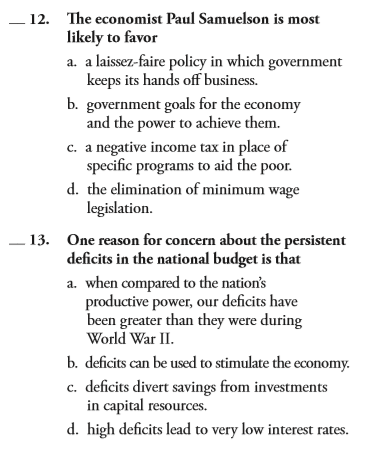 __ 12. The economist Paul Samuelson is most
likely to favor
a. a laissez-faire policy in which government
keeps its hands off business.
b. government goals for the economy
and the power to achieve them.
c. a negative income tax in place of
specific programs to aid the poor.
d. the elimination of minimum wage
legislation.
__ 13. One reason for concern about the persistent
deficits in the national budget is that
a. when compared to the nation's
productive power, our deficits have
been greater than they were during
World War II.
b. deficits can be used to stimulate the economy.
c. deficits divert savings from investments
in capital resources.
d. high deficits lead to very low interest rates.